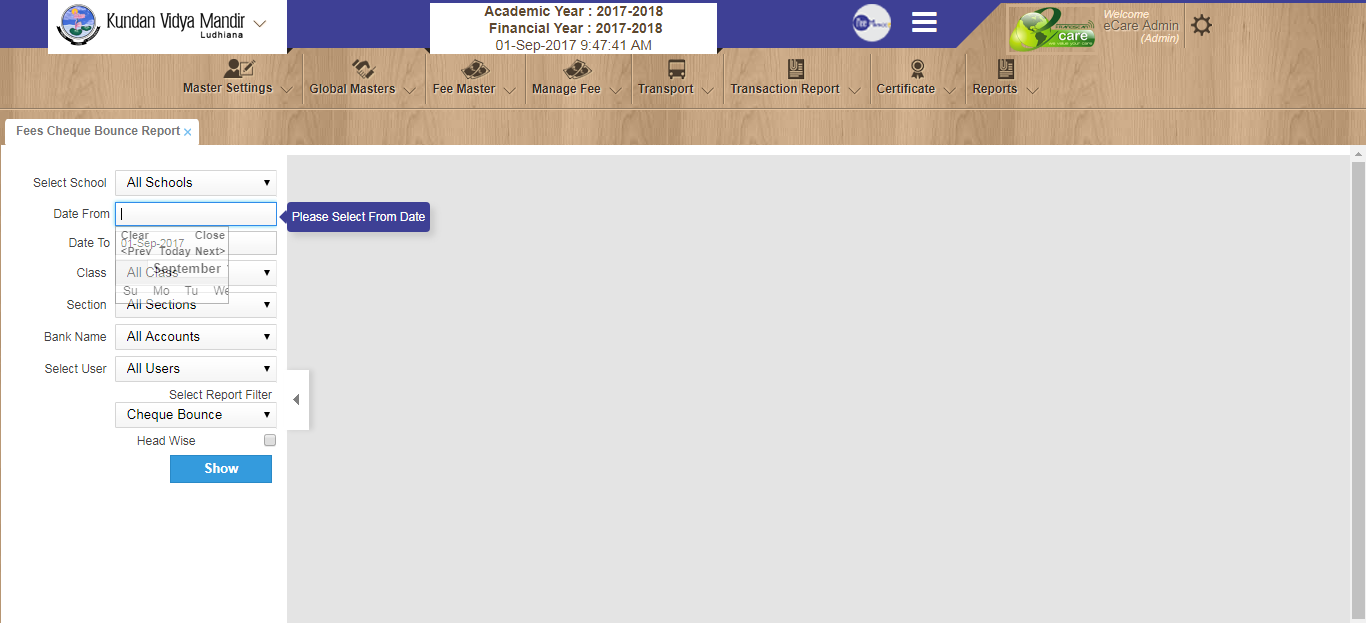 Kundan Vidya Mandir
Ludhiana
Academic Year : 2017-2018
Financial Year : 2017-2018
01-Sep-2017 9:47:41 AM
care
Welcome
eCare Admin
(Admin)
Master Settings
Global Masters
Fee Master
Manage Fee
Transport
Transaction Report
Certificate
Reports
Fees Cheque Bounce Report ×
Select School All Schools
Date From
Please Select From Date
Date To 01-Sep-2017
Clear Close
<Prev Today Next>
September
Su Mo Tu We
Class All Class
Section All Sections
Bank Name All Accounts
Select User All Users
Select Report Filter
Cheque Bounce
Head Wise
Show